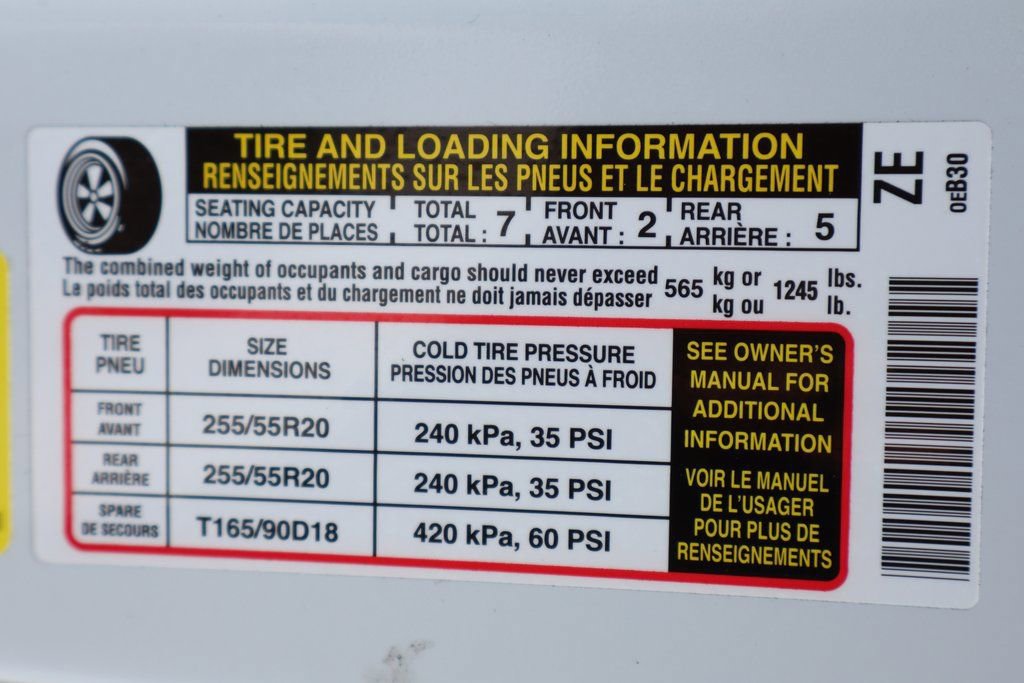 TIRE AND LOADING INFORMATION
RENSEIGNEMENTS SUR LES PNEUS ET LE CHARGEMENT
SEATING CAPACITY TOTAL 7 FRONT 2 REAR 5
NOMBRE DE PLACES TOTAL : AVANT : ARRIÈRE :
The combined weight of occupants and cargo should never exceed 565 kg or 1245 lbs.
Le poids total des occupants et du chargement ne doit jamais dépasser kg ou lb.
TIRE SIZE COLD TIRE PRESSURE
PNEU DIMENSIONS PRESSION DES PNEUS À FROID
FRONT 255/55R20 240 kPa, 35 PSI
AVANT
REAR 255/55R20 240 kPa, 35 PSI
ARRIÈRE
SPARE T165/90D18 420 kPa, 60 PSI
DE SECOURS
SEE OWNER'S
MANUAL FOR
ADDITIONAL
INFORMATION
VOIR LE MANUEL
DE L'USAGER
POUR PLUS DE
RENSEIGNEMENTS
ZE
0EB30